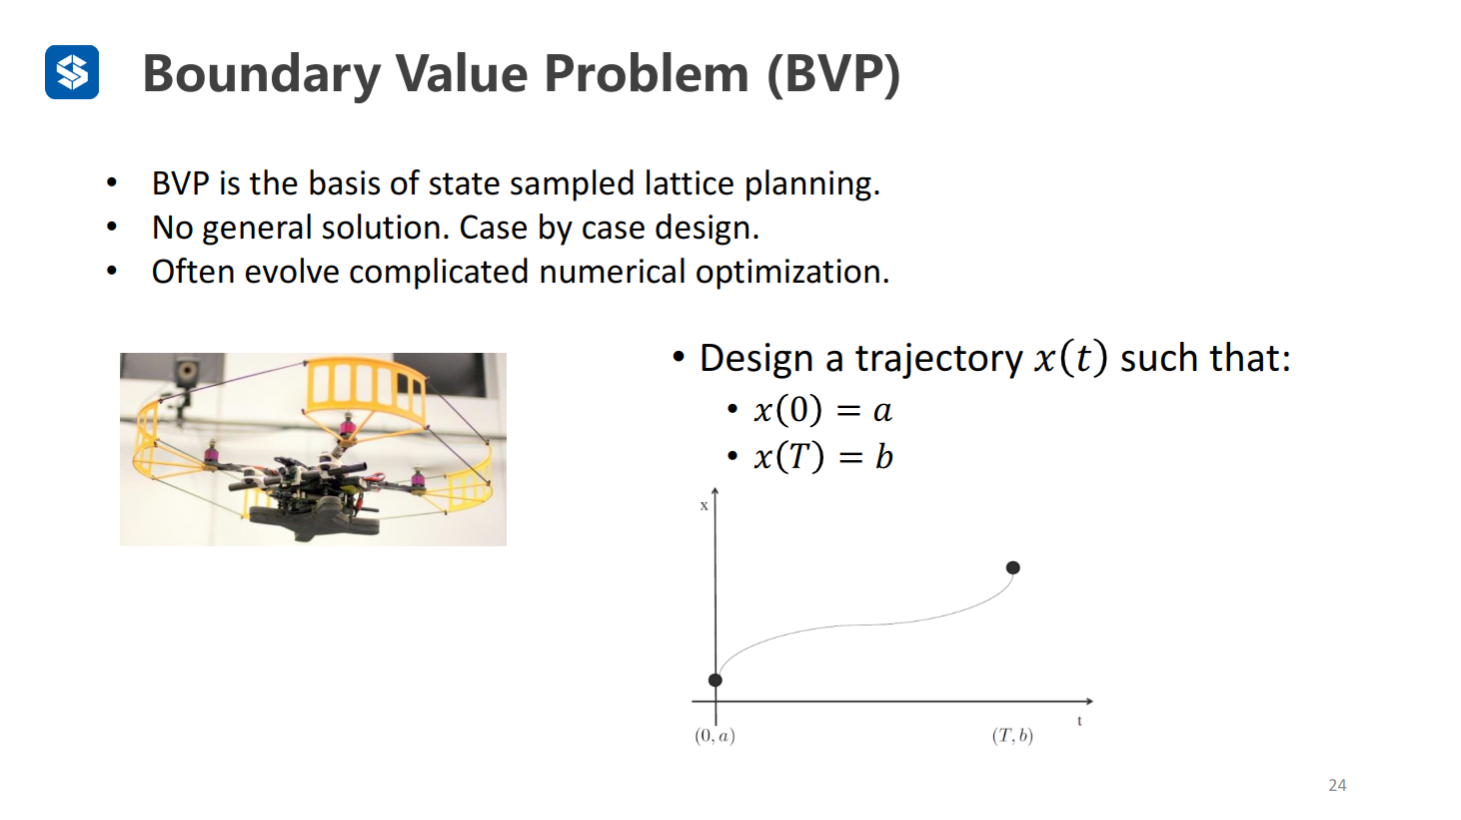 Boundary Value Problem (BVP)
• BVP is the basis of state sampled lattice planning.
• No general solution. Case by case design.
• Often evolve complicated numerical optimization.
• Design a trajectory x(t) such that:
• x(0) = a
• x(T) = b
x
t
(0, a)
(T, b)
24